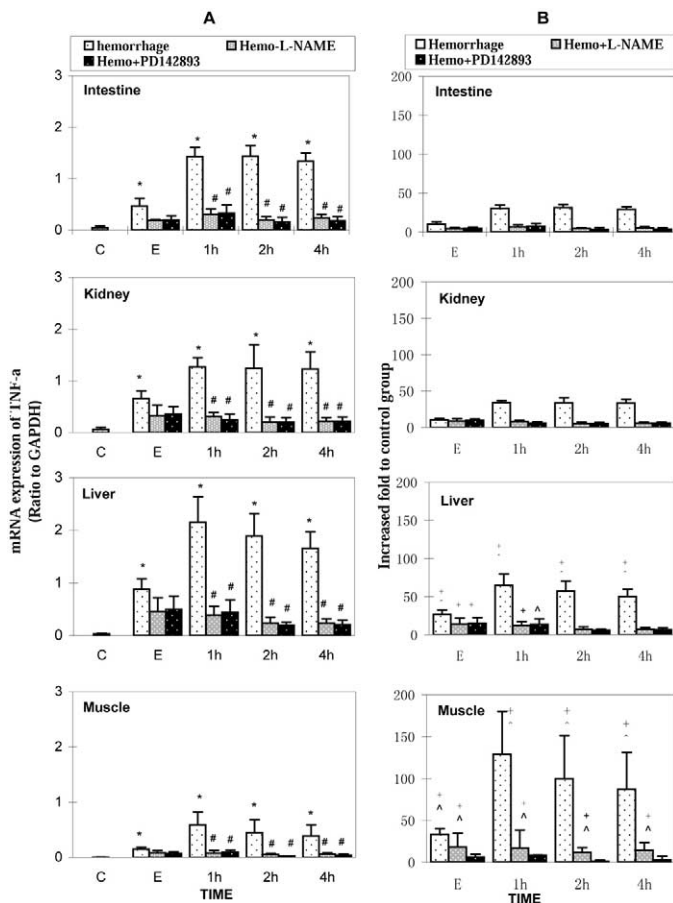 A
hemorrhage Hemo-L-NAME
Hemo+PD142893
mRNA expression of TNF-a
(Ratio to GAPDH)
3
Intestine
2
* * *
1
*
# # # # # #
0
C E 1h 2h 4h
3
Kidney
2
* * *
1
*
# # # # # #
0
C E 1h 2h 4h
3
Liver
*
*
2
*
*
1
# # # # # #
0
C E 1h 2h 4h
3
Muscle
2
1
* * *
*
# # # # # #
0
C E 1h 2h 4h
TIME
B
Hemorrhage Hemo+L-NAME
Hemo+PD142893
Increased fold to control group
200
Intestine
150
100
50
0
E 1h 2h 4h
200
Kidney
150
100
50
0
E 1h 2h 4h
200
Liver
150
+ + +
100
50
+ + + + ^
0
E 1h 2h 4h
200
Muscle
+ + +
150
100
50
+ + + + +
^ ^ ^ ^ ^
0
E 1h 2h 4h
TIME